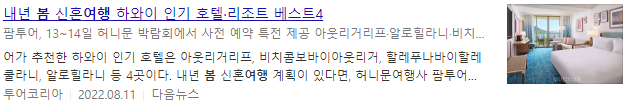 내년 봄 신혼여행 하와이 인기 호텔·리조트 베스트4
팜투어, 13~14일 허니문 박람회에서 사전 예약 특전 제공 아웃리거리프·알로힐라니·비치...
어가 추천한 하와이 인기 호텔은 아웃리거리프, 비치콤보바이아웃리거, 할레푸나바이할레
쿨라니, 알로힐라니 등 4곳이다. 내년 봄 신혼여행 계획이 있다면, 허니문여행사 팜투어...
투어코리아 | 2022.08.11 | 다음뉴스